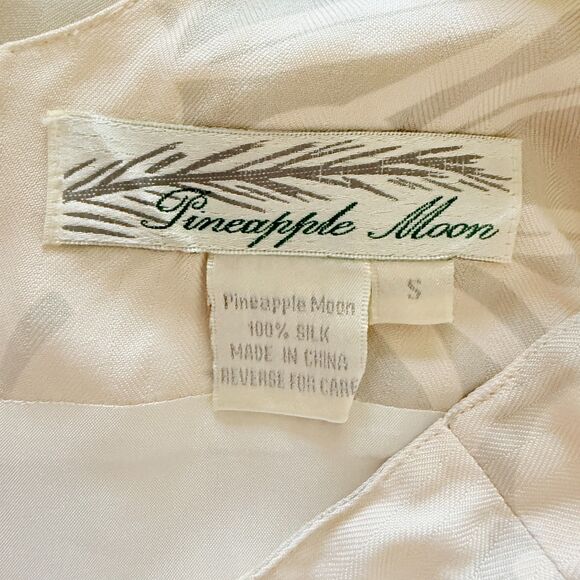 Pineapple Moon
S
Pineapple Moon
100% SILK
MADE IN CHINA
REVERSE FOR CARE